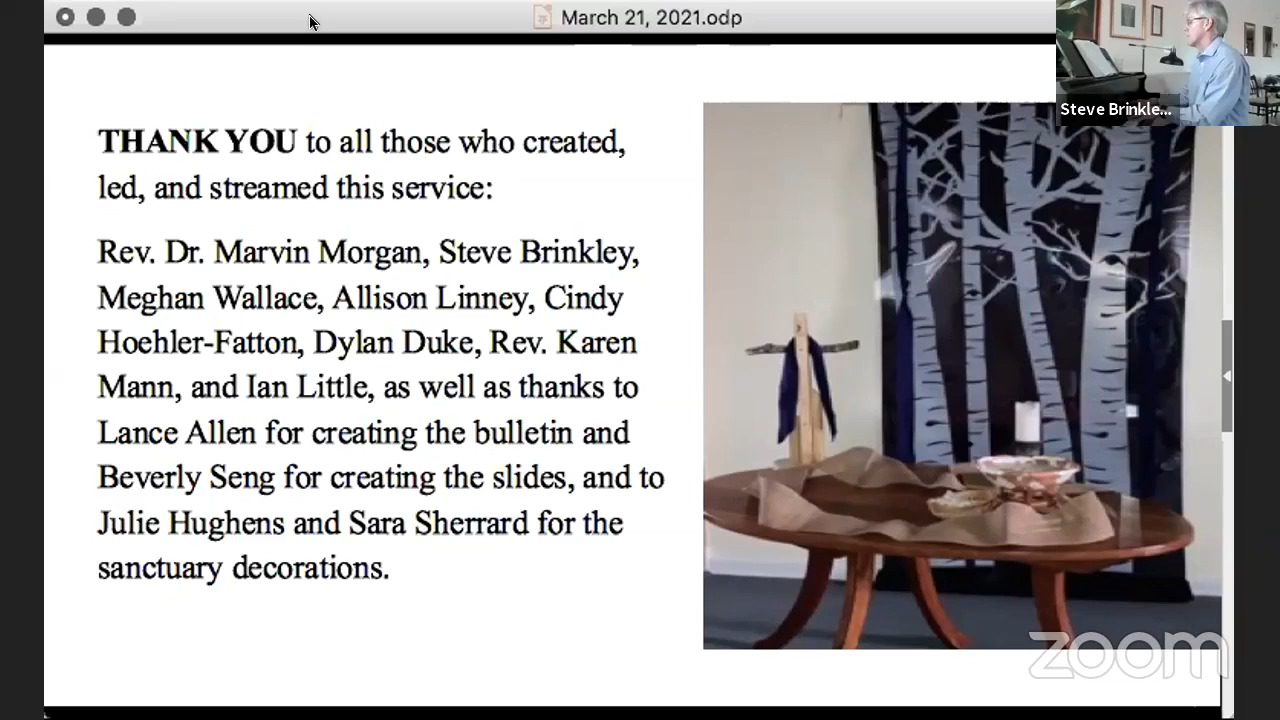 March 21, 2021.odp
Steve Brinkle...
THANK YOU to all those who created,
led, and streamed this service:
Rev. Dr. Marvin Morgan, Steve Brinkley,
Meghan Wallace, Allison Linney, Cindy
Hoehler-Fatton, Dylan Duke, Rev. Karen
Mann, and Ian Little, as well as thanks to
Lance Allen for creating the bulletin and
Beverly Seng for creating the slides, and to
Julie Hughens and Sara Sherrard for the
sanctuary decorations.
zoom